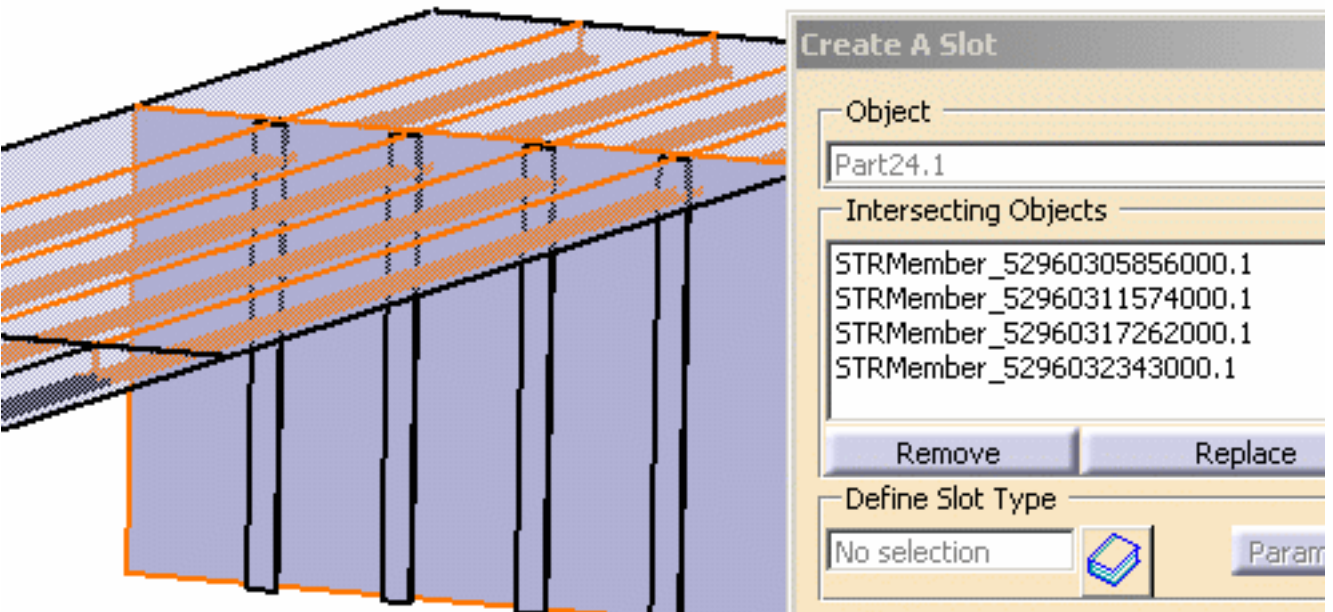 Create A Slot
Object
Part24.1
Intersecting Objects
STRMember_52960305856000.1
STRMember_52960311574000.1
STRMember_52960317262000.1
STRMember_5296032343000.1
Remove Replace
Define Slot Type
No selection Param